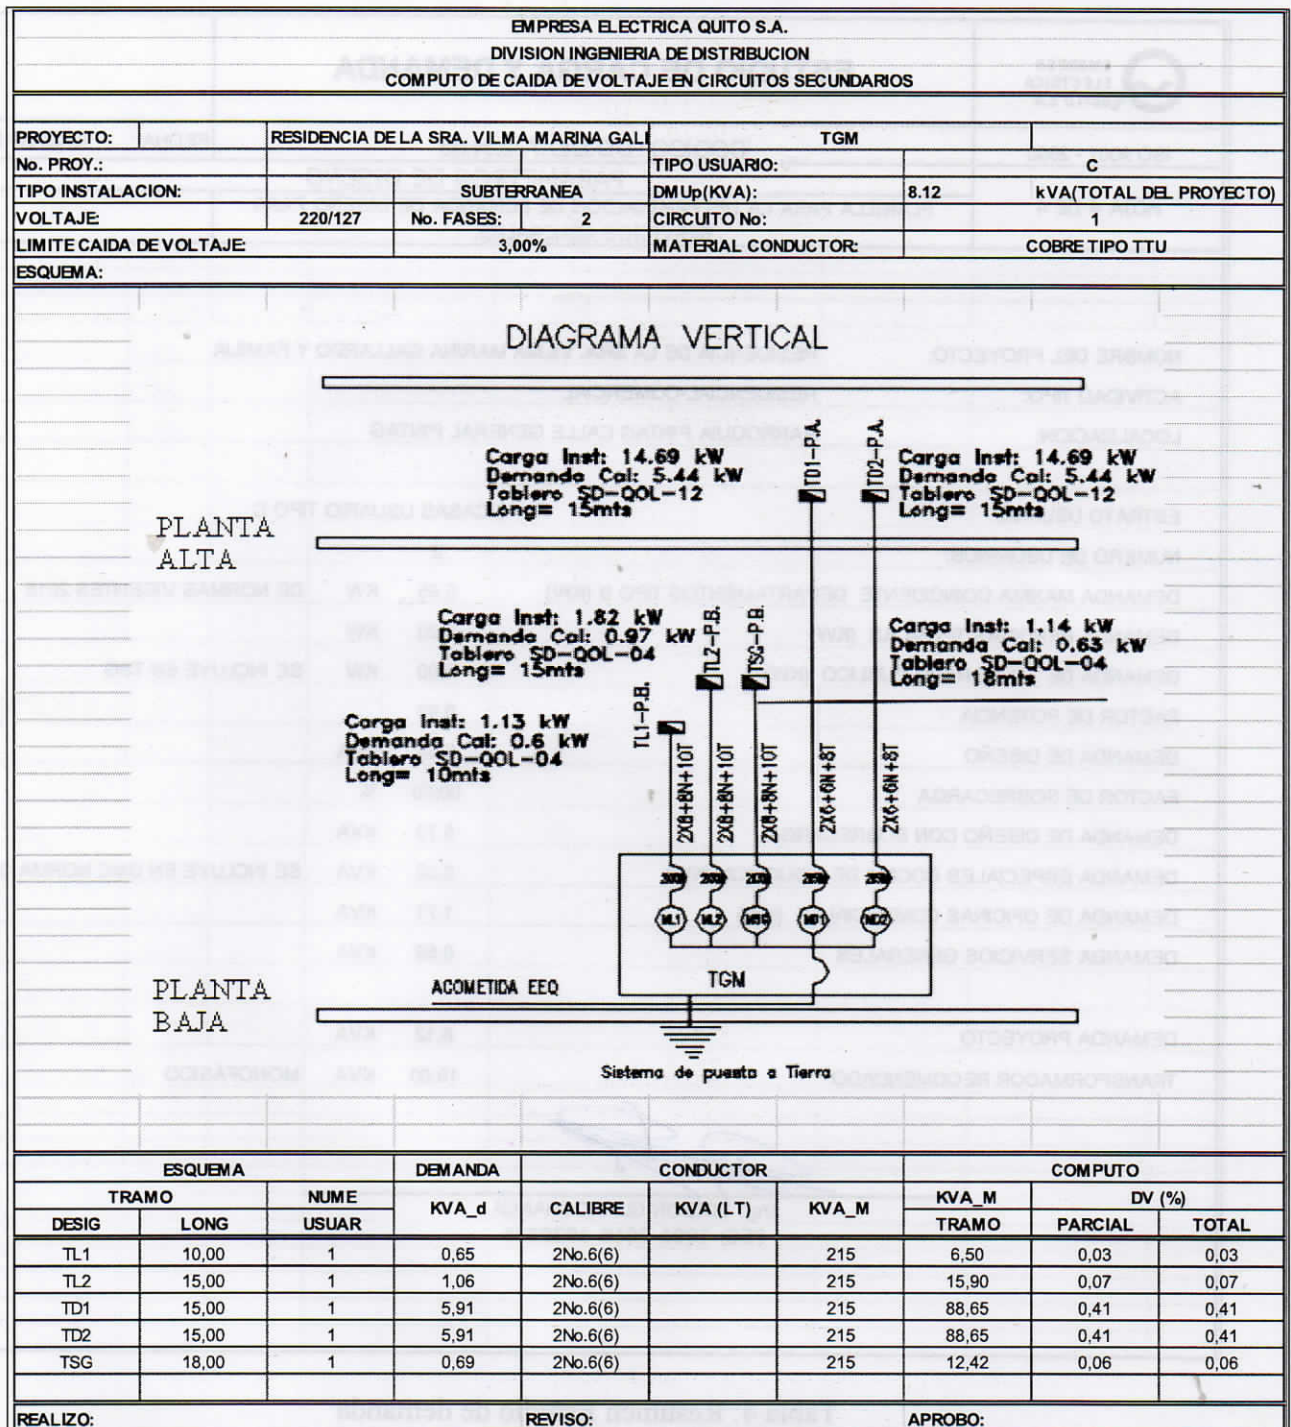 EMPRESA ELECTRICA QUITO S.A.
DIVISION INGENIERIA DE DISTRIBUCION
COMPUTO DE CAIDA DE VOLTAJE EN CIRCUITOS SECUNDARIOS
PROYECTO: RESIDENCIA DE LA SRA. VILMA MARINA GALI TGM
No. PROY.: TIPO USUARIO: C
TIPO INSTALACION: SUBTERRANEA DMUp(KVA): 8.12 kVA(TOTAL DEL PROYECTO)
VOLTAJE: 220/127 No. FASES: 2 CIRCUITO No: 1
LIMITE CAIDA DE VOLTAJE: 3,00% MATERIAL CONDUCTOR: COBRE TIPO TTU
ESQUEMA:
DIAGRAMA VERTICAL
Carga Inst: 14.69 kW
Demanda Cal: 5.44 kW
Tablero SD-QOL-12
Long= 15mts
TD1-P.A.
TD2-P.A.
Carga Inst: 14.69 kW
Demanda Cal: 5.44 kW
Tablero SD-QOL-12
Long= 15mts
PLANTA
ALTA
Carga Inst: 1.82 kW
Demanda Cal: 0.97 kW
Tablero SD-QOL-04
Long= 15mts
TL2-P.B.
TSG-P.B.
Carga Inst: 1.14 kW
Demanda Cal: 0.63 kW
Tablero SD-QOL-04
Long= 18mts
TL1-P.B.
Carga Inst: 1.13 kW
Demanda Cal: 0.6 kW
Tablero SD-QOL-04
Long= 10mts
2X8+8N+10T
2X8+8N+10T
2X8+8N+10T
2X6+6N+8T
2X6+6N+8T
ML1
TGM
ACOMETIDA EEQ
PLANTA
BAJA
Sistema de puesta a Tierra
ESQUEMA DEMANDA CONDUCTOR COMPUTO
TRAMO NUME KVA_d CALIBRE KVA(LT) KVA_M KVA_M DV (%)
DESIG LONG USUAR TRAMO PARCIAL TOTAL
TL1 10,00 1 0,65 2No.6(6) 215 6,50 0,03 0,03
TL2 15,00 1 1,06 2No.6(6) 215 15,90 0,07 0,07
TD1 15,00 1 5,91 2No.6(6) 215 88,65 0,41 0,41
TD2 15,00 1 5,91 2No.6(6) 215 88,65 0,41 0,41
TSG 18,00 1 0,69 2No.6(6) 215 12,42 0,06 0,06
REALIZO: REVISO: APROBO: